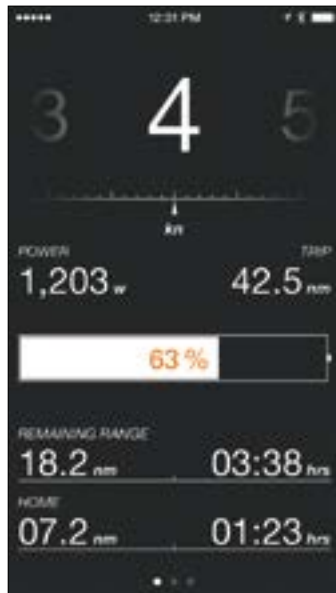 12:31 PM
3 4 5
kn
POWER TRIP
1,203 w 42.5 nm
63 %
REMAINING RANGE
18.2 nm 03:38 hrs
HOME
07.2 nm 01:23 hrs